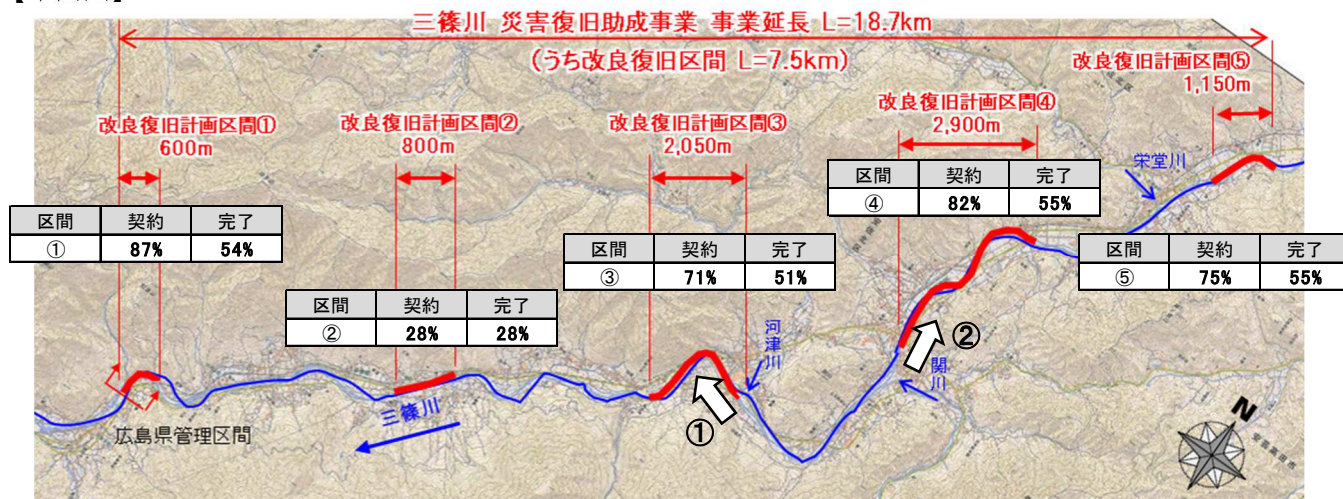 三篠川 災害復旧助成事業 事業延長 L=18.7km
(うち改良復旧区間 L=7.5km)
改良復旧計画区間①
600m
改良復旧計画区間②
800m
改良復旧計画区間③
2,050m
改良復旧計画区間④
2,900m
改良復旧計画区間⑤
1,150m
区間 契約 完了
① 87% 54%
区間 契約 完了
② 28% 28%
区間 契約 完了
③ 71% 51%
区間 契約 完了
④ 82% 55%
区間 契約 完了
⑤ 75% 55%
栄堂川
河津川
関川
三篠川
①
②
広島県管理区間
N